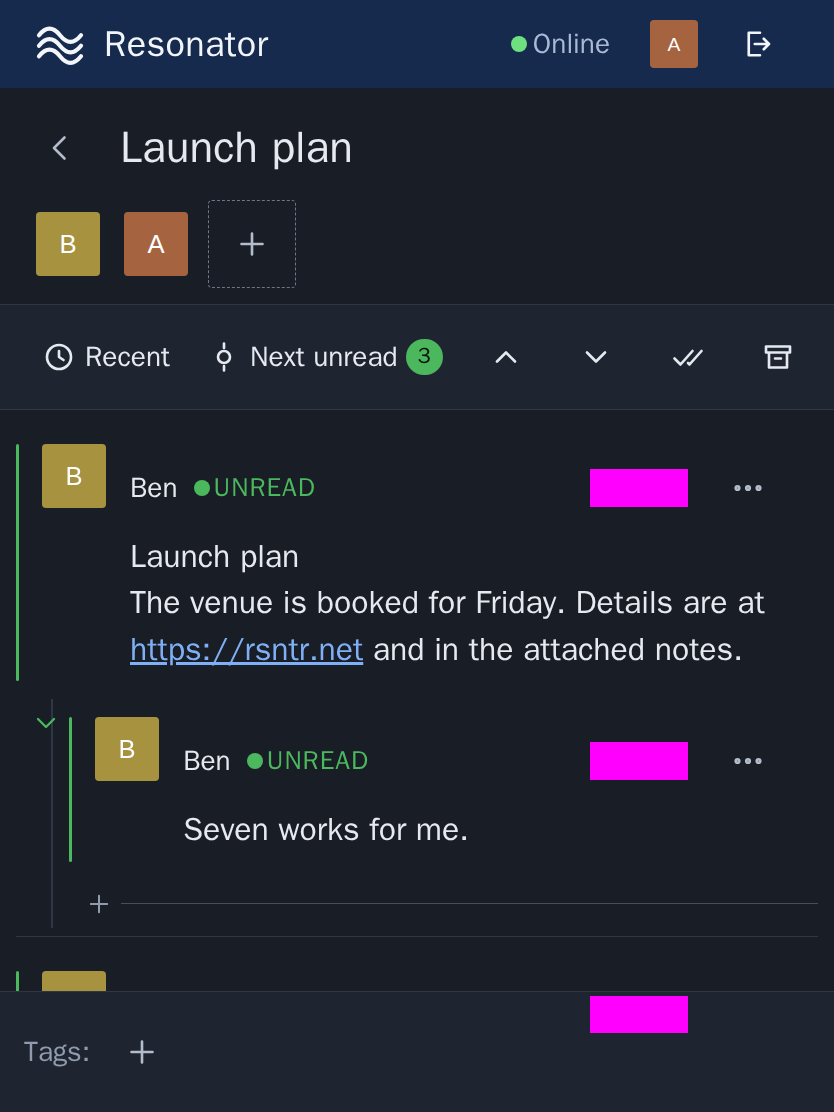 Resonator
Online
A
Launch plan
B
A
Recent
Next unread 3
B
Ben
UNREAD
Launch plan
The venue is booked for Friday. Details are at
https://rsntr.net and in the attached notes.
B
Ben
UNREAD
Seven works for me.
Tags: